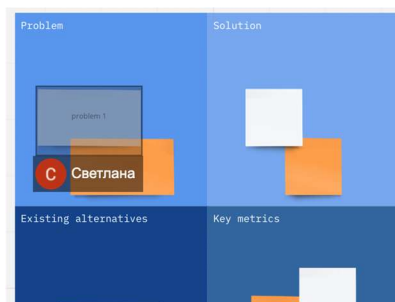 Problem
Solution
problem 1
С Светлана
Existing alternatives
Key metrics